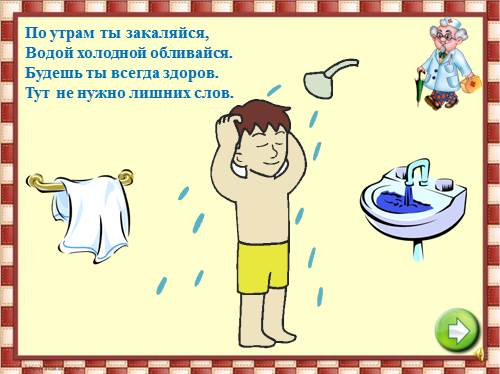 По утрам ты закаляйся,
Водой холодной обливайся.
Будешь ты всегда здоров.
Тут не нужно лишних слов.